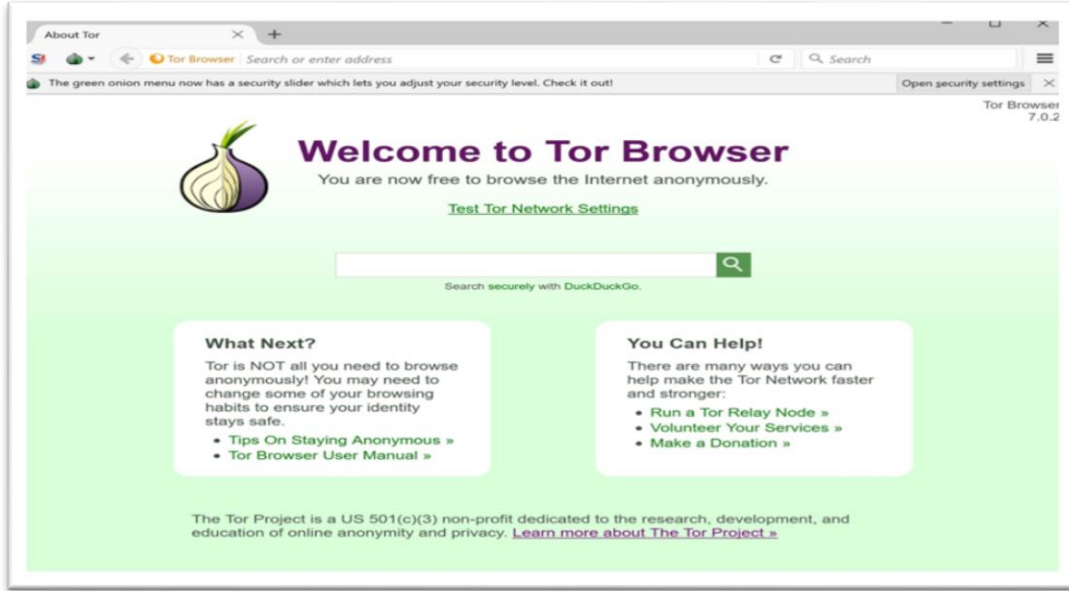 About Tor
Tor Browser Search or enter address
Search
The green onion menu now has a security slider which lets you adjust your security level. Check it out!
Open security settings
Tor Browser
7.0.2
Welcome to Tor Browser
You are now free to browse the Internet anonymously.
Test Tor Network Settings
Search securely with DuckDuckGo.
What Next?
Tor is NOT all you need to browse
anonymously! You may need to
change some of your browsing
habits to ensure your identity
stays safe.
• Tips On Staying Anonymous »
• Tor Browser User Manual »
You Can Help!
There are many ways you can
help make the Tor Network faster
and stronger:
• Run a Tor Relay Node »
• Volunteer Your Services »
• Make a Donation »
The Tor Project is a US 501(c)(3) non-profit dedicated to the research, development, and
education of online anonymity and privacy. Learn more about The Tor Project »